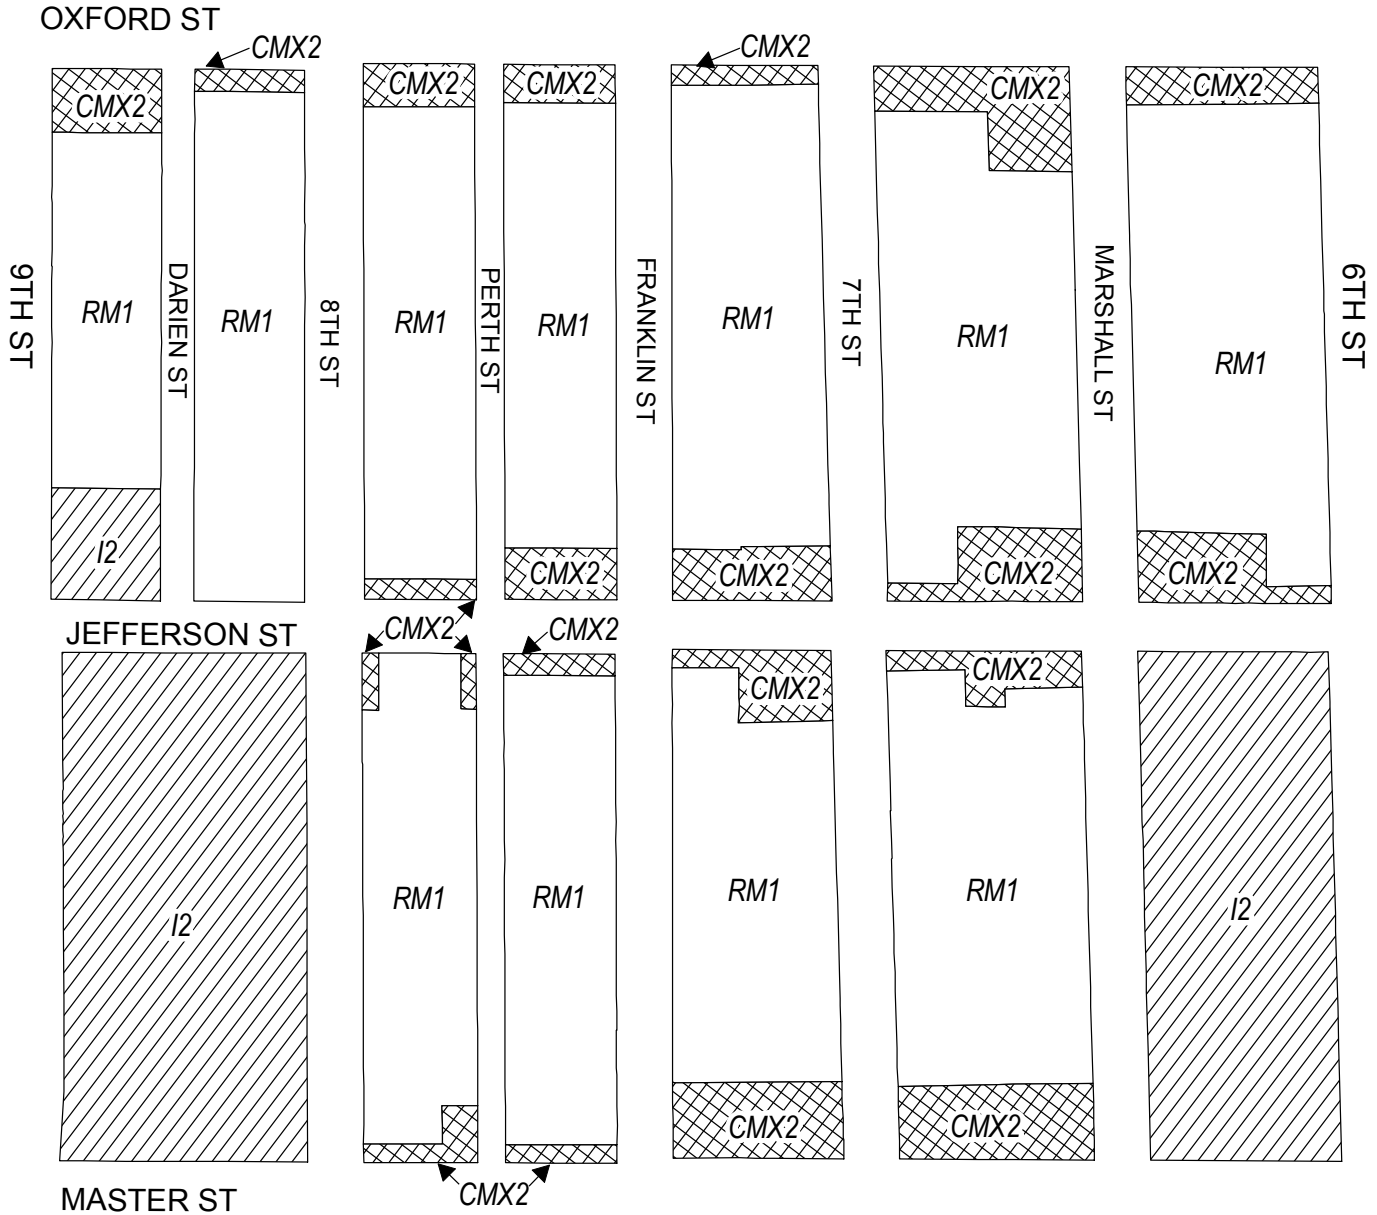 OXFORD ST
CMX2
CMX2
CMX2
CMX2
CMX2
CMX2
CMX2
9TH ST
RM1
DARIEN ST
RM1
8TH ST
RM1
PERTH ST
RM1
FRANKLIN ST
RM1
7TH ST
RM1
MARSHALL ST
RM1
6TH ST
I2
CMX2
CMX2
CMX2
CMX2
JEFFERSON ST
CMX2
CMX2
CMX2
CMX2
I2
RM1
RM1
RM1
RM1
I2
CMX2
CMX2
CMX2
MASTER ST